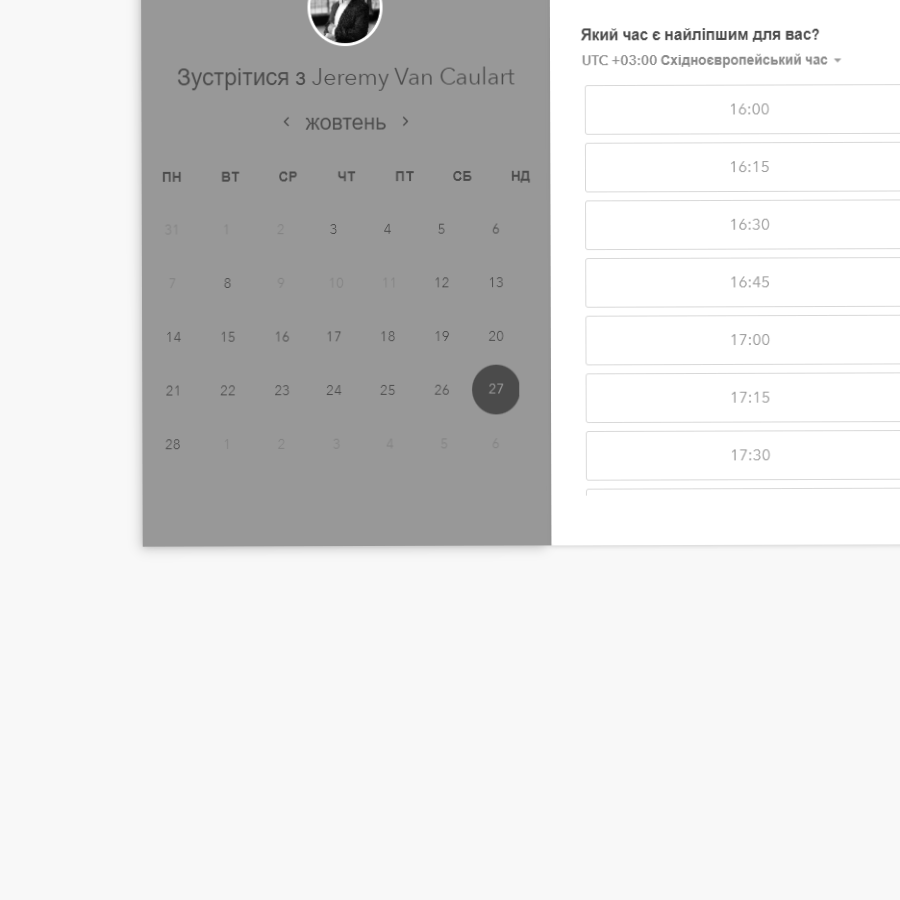 Зустрітися з Jeremy Van Caulart
жовтень
ПН ВТ СР ЧТ ПТ СБ НД
31 1 2 3 4 5 6
7 8 9 10 11 12 13
14 15 16 17 18 19 20
21 22 23 24 25 26 27
28 1 2 3 4 5 6
Який час є найліпшим для вас?
UTC +03:00 Східноєвропейський час
16:00
16:15
16:30
16:45
17:00
17:15
17:30